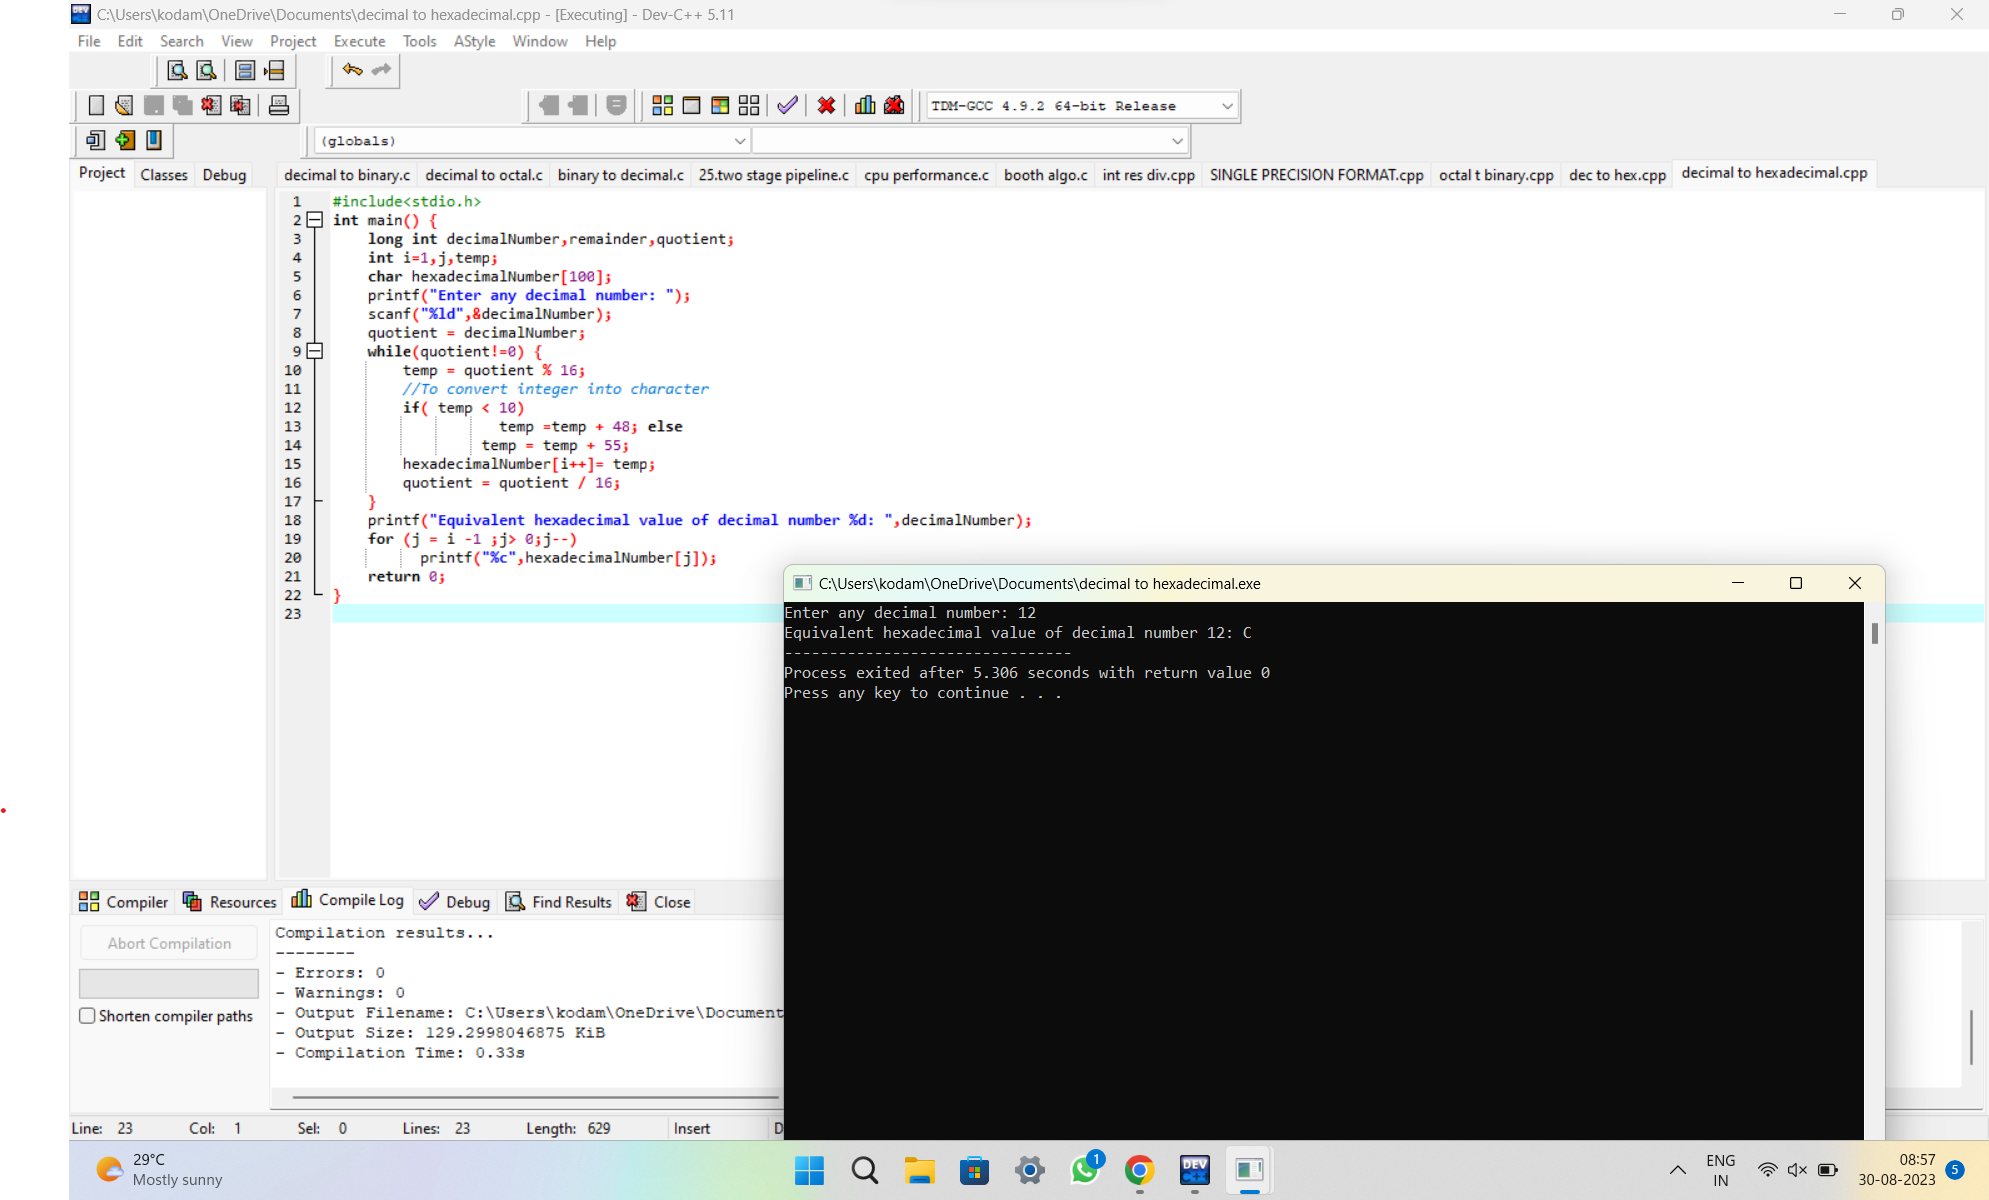 C:\Users\kodam\OneDrive\Documents\decimal to hexadecimal.cpp - [Executing] - Dev-C++ 5.11
File Edit Search View Project Execute Tools AStyle Window Help
TDM-GCC 4.9.2 64-bit Release
(globals)
Project Classes Debug
decimal to binary.c decimal to octal.c binary to decimal.c 25.two stage pipeline.c cpu performance.c booth algo.c int res div.cpp SINGLE PRECISION FORMAT.cpp octal t binary.cpp dec to hex.cpp decimal to hexadecimal.cpp
1 #include<stdio.h>
2 int main() {
3 long int decimalNumber,remainder,quotient;
4 int i=1,j,temp;
5 char hexadecimalNumber[100];
6 printf("Enter any decimal number: ");
7 scanf("%ld",&decimalNumber);
8 quotient = decimalNumber;
9 while(quotient!=0) {
10 temp = quotient % 16;
11 //To convert integer into character
12 if( temp < 10)
13 temp =temp + 48; else
14 temp = temp + 55;
15 hexadecimalNumber[i++]= temp;
16 quotient = quotient / 16;
17 }
18 printf("Equivalent hexadecimal value of decimal number %d: ",decimalNumber);
19 for (j = i -1 ;j> 0;j--)
20 printf("%c",hexadecimalNumber[j]);
21 return 0;
22 }
23
C:\Users\kodam\OneDrive\Documents\decimal to hexadecimal.exe
Enter any decimal number: 12
Equivalent hexadecimal value of decimal number 12: C
--------------------------------
Process exited after 5.306 seconds with return value 0
Press any key to continue . . .
Compiler Resources Compile Log Debug Find Results Close
Abort Compilation
Shorten compiler paths
Compilation results...
--------
- Errors: 0
- Warnings: 0
- Output Filename: C:\Users\kodam\OneDrive\Document
- Output Size: 129.2998046875 KiB
- Compilation Time: 0.33s
Line: 23 Col: 1 Sel: 0 Lines: 23 Length: 629 Insert D
29°C
Mostly sunny
1
DEV
C++
ENG
IN
08:57
30-08-2023
5